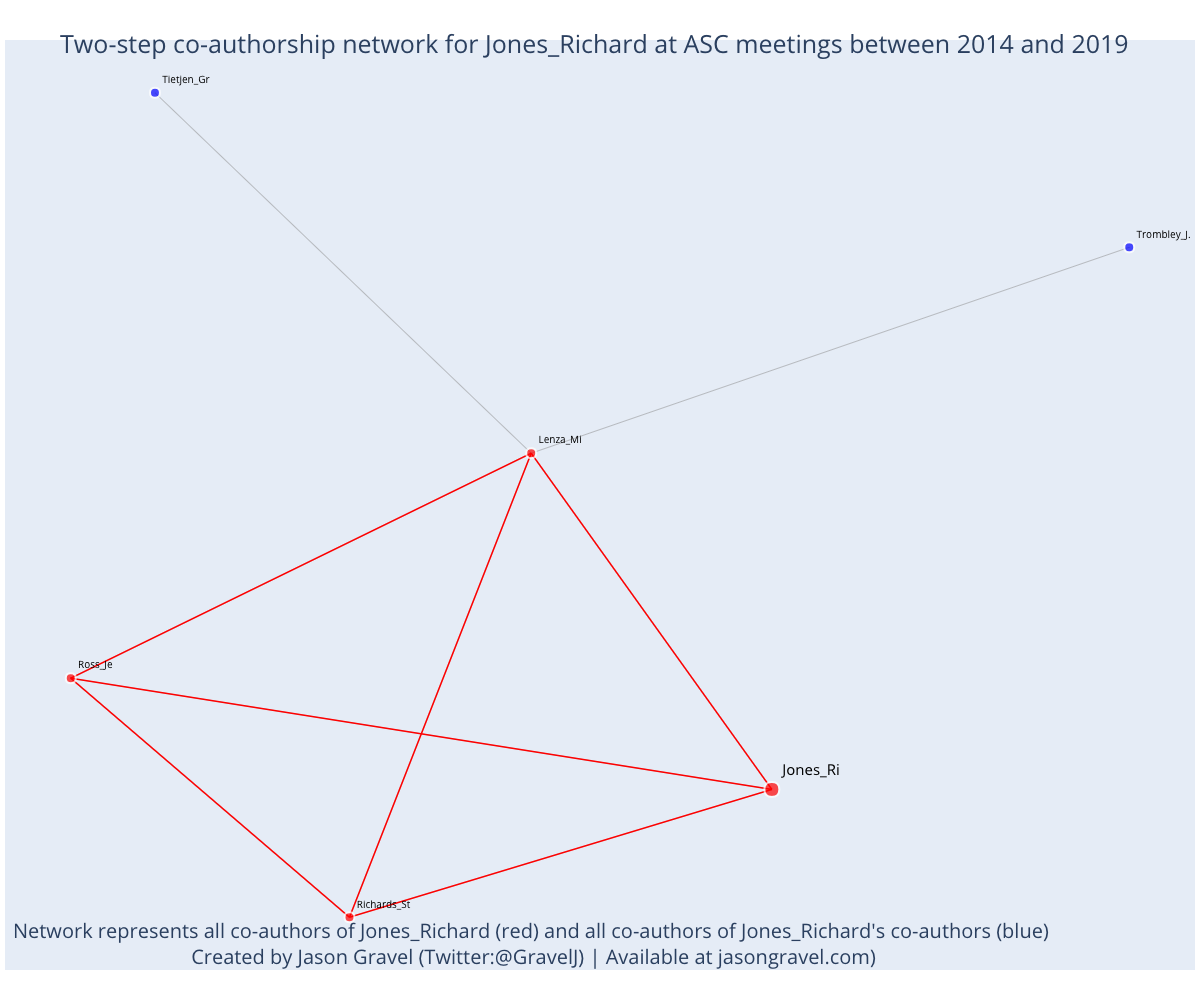 Two-step co-authorship network for Jones_Richard at ASC meetings between 2014 and 2019
Tietjen_Gr
Trombley_J.
Lenza_Mi
Ross_Je
Jones_Ri
Richards_St
Network represents all co-authors of Jones_Richard (red) and all co-authors of Jones_Richard's co-authors (blue)
Created by Jason Gravel (Twitter:@GravelJ) | Available at jasongravel.com)